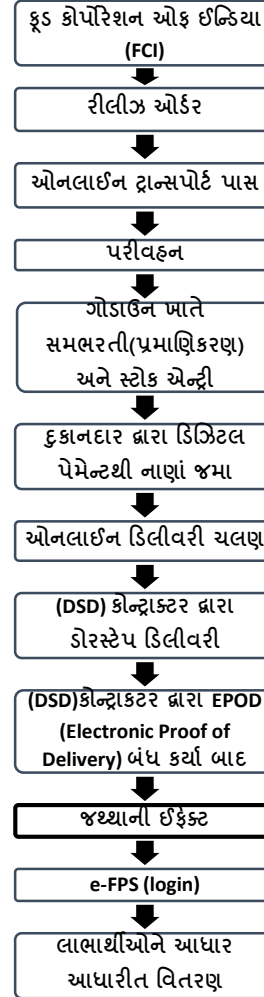 ફૂડ કોર્પોરેશન ઓફ ઈન્ડિયા
(FCI)
રીલીઝ ઓર્ડર
ઓનલાઈન ટ્રાન્સપોર્ટ પાસ
પરીવહન
ગોડાઉન ખાતે
સમભરતી(પ્રમાણિકરણ)
અને સ્ટોક એન્ટ્રી
દુકાનદાર દ્વારા ડિઝિટલ
પેમેન્ટથી નાણાં જમા
ઓનલાઈન ડિલીવરી ચલણ
(DSD) કોન્ટ્રાક્ટર દ્વારા
ડોરસ્ટેપ ડિલીવરી
(DSD)કોન્ટ્રાકટર દ્વારા EPOD
(Electronic Proof of
Delivery) બંધ કર્યા બાદ
જથ્થાની ઈફેક્ટ
e-FPS (login)
લાભાર્થીઓને આધાર
આધારીત વિતરણ